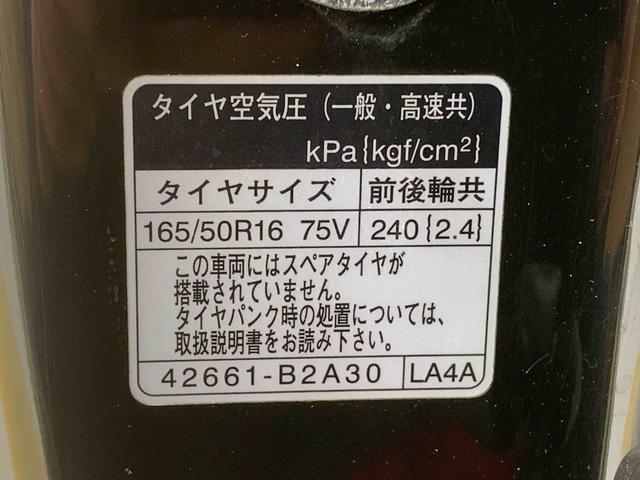 タイヤ空気圧（一般・高速共）
kPa{kgf/cm²}
タイヤサイズ 前後輪共
165/50R16 75V 240{2.4}
この車両にはスペアタイヤが
搭載されていません。
タイヤパンク時の処置については、
取扱説明書をお読み下さい。
42661-B2A30 LA4A